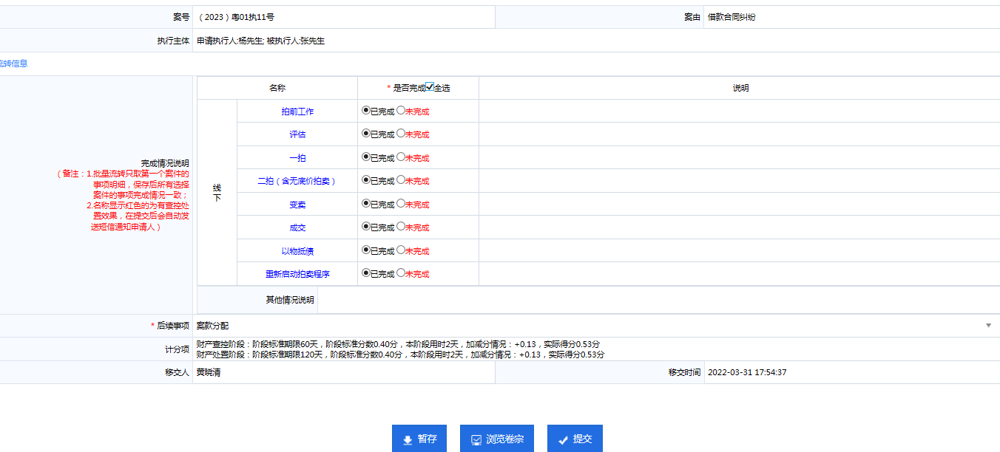 案号 （2023）粤01执11号 案由 借款合同纠纷
执行主体 申请执行人:杨先生; 被执行人:张先生
流转信息
名称 * 是否完成 全选 说明
拍前工作 已完成 未完成
评估 已完成 未完成
一拍 已完成 未完成
二拍（含无底价拍卖） 已完成 未完成
变卖 已完成 未完成
成交 已完成 未完成
以物抵债 已完成 未完成
重新启动拍卖程序 已完成 未完成
线
下
完成情况说明
（备注：1.批量流转只取第一个案件的
事项明细，保存后所有选择
案件的事项完成情况一致；
2.名称显示红色的为有查控处
置效果，在提交后会自动发
送短信通知申请人）
其他情况说明
* 后续事项 案款分配
计分项 财产查控阶段：阶段标准期限60天，阶段标准分数0.40分，本阶段用时2天，加减分情况：+0.13，实际得分0.53分
财产处置阶段：阶段标准期限120天，阶段标准分数0.40分，本阶段用时2天，加减分情况：+0.13，实际得分0.53分
移交人 黄晓清 移交时间 2022-03-31 17:54:37
暂存 浏览卷宗 提交